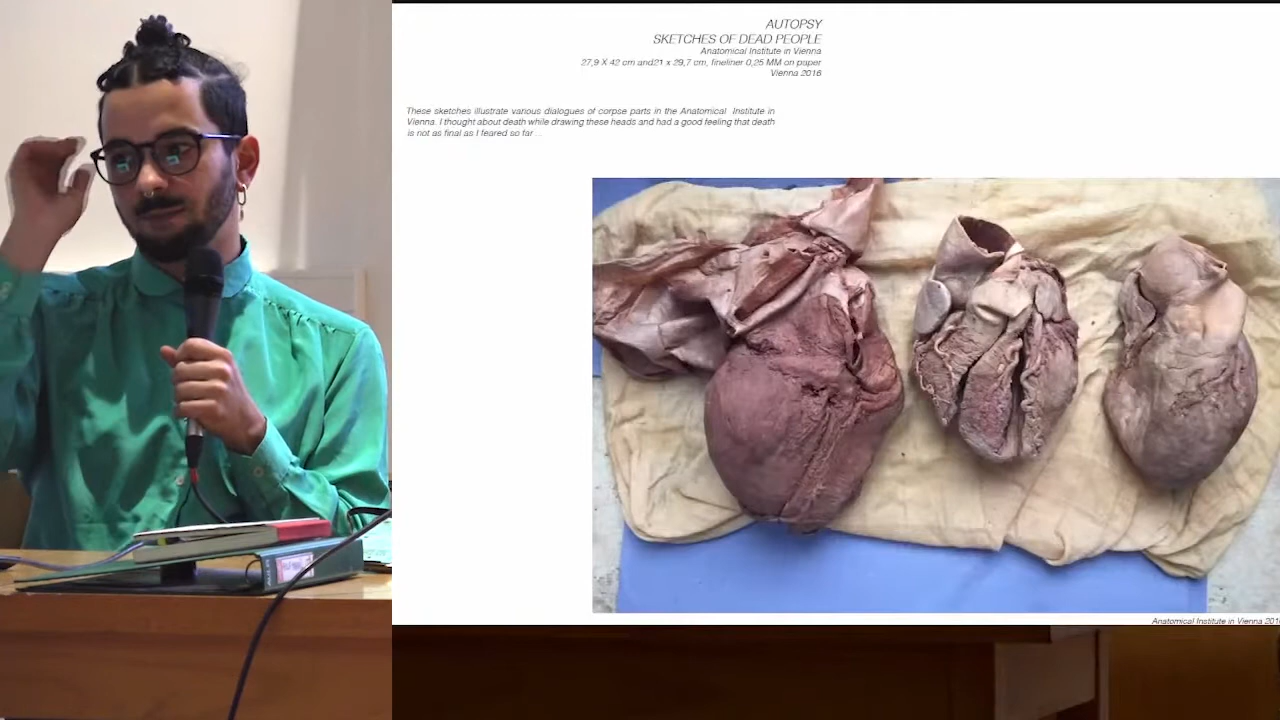 AUTOPSY
SKETCHES OF DEAD PEOPLE
Anatomical Institute in Vienna
27,9 X 42 cm and21 x 29,7 cm, fineliner 0,25 MM on paper
Vienna 2016
These sketches illustrate various dialogues of corpse parts in the Anatomical Institute in
Vienna. I thought about death while drawing these heads and had a good feeling that death
is not as final as I feared so far ...
Anatomical Institute in Vienna 201